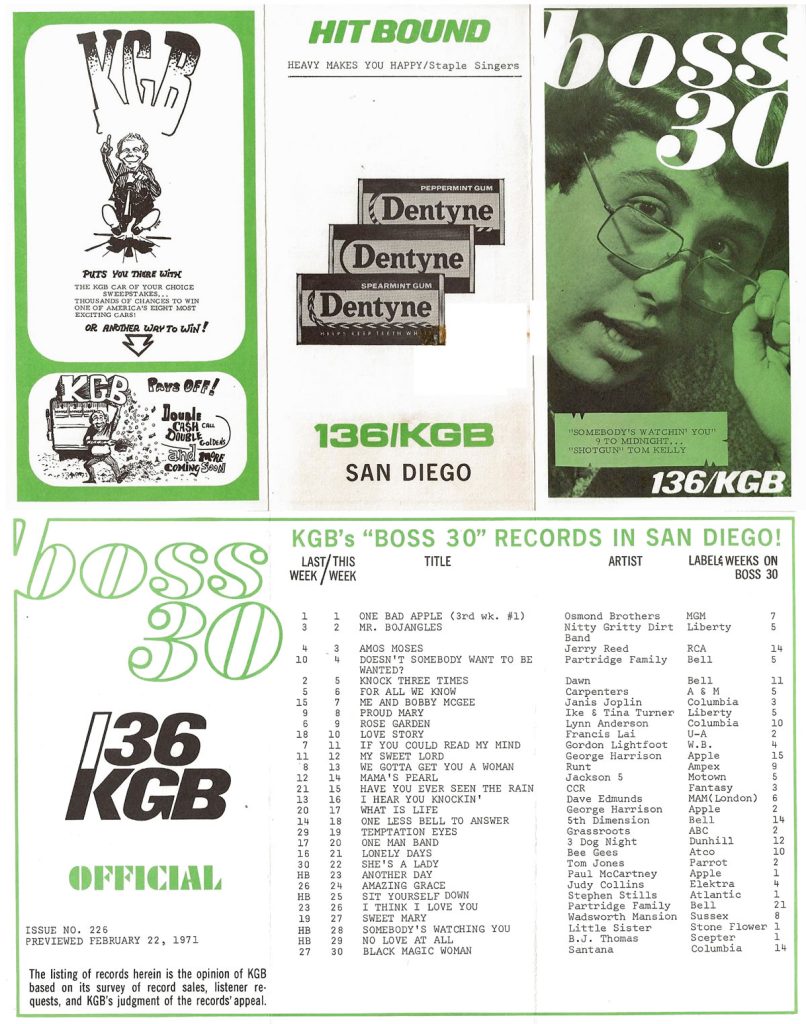 KGB
PUTS YOU THERE WITH
THE KGB CAR OF YOUR CHOICE
SWEEPSTAKES...
THOUSANDS OF CHANCES TO WIN
ONE OF AMERICA'S EIGHT MOST
EXCITING CARS!
OR ANOTHER WAY TO WIN!
KGB PAYS OFF!
DOUBLE
CASH CALL
DOUBLE
GOLDENS
and MORE
COMING SOON
HIT BOUND
HEAVY MAKES YOU HAPPY/Staple Singers
PEPPERMINT GUM
Dentyne
Dentyne
SPEARMINT GUM
Dentyne
HELPS KEEP TEETH
136/KGB
SAN DIEGO
boss
30
"SOMEBODY'S WATCHIN' YOU"
9 TO MIDNIGHT...
"SHOTGUN" TOM KELLY
136/KGB
boss
30
136
KGB
OFFICIAL
ISSUE NO. 226
PREVIEWED FEBRUARY 22, 1971
The listing of records herein is the opinion of KGB
based on its survey of record sales, listener re-
quests, and KGB's judgment of the records' appeal.
KGB's "BOSS 30" RECORDS IN SAN DIEGO!
LAST/THIS TITLE ARTIST LABEL & WEEKS ON
WEEK/WEEK BOSS 30
1 1 ONE BAD APPLE (3rd wk. #1) Osmond Brothers MGM 7
3 2 MR. BOJANGLES Nitty Gritty Dirt Liberty 5
Band
4 3 AMOS MOSES Jerry Reed RCA 14
10 4 DOESN'T SOMEBODY WANT TO BE Partridge Family Bell 5
WANTED?
2 5 KNOCK THREE TIMES Dawn Bell 11
5 6 FOR ALL WE KNOW Carpenters A & M 5
15 7 ME AND BOBBY MCGEE Janis Joplin Columbia 3
9 8 PROUD MARY Ike & Tina Turner Liberty 5
6 9 ROSE GARDEN Lynn Anderson Columbia 10
18 10 LOVE STORY Francis Lai U-A 2
7 11 IF YOU COULD READ MY MIND Gordon Lightfoot W.B. 4
11 12 MY SWEET LORD George Harrison Apple 15
8 13 WE GOTTA GET YOU A WOMAN Runt Ampex 9
12 14 MAMA'S PEARL Jackson 5 Motown 5
21 15 HAVE YOU EVER SEEN THE RAIN CCR Fantasy 3
13 16 I HEAR YOU KNOCKIN' Dave Edmunds MAM(London) 6
20 17 WHAT IS LIFE George Harrison Apple 2
14 18 ONE LESS BELL TO ANSWER 5th Dimension Bell 14
29 19 TEMPTATION EYES Grassroots ABC 2
17 20 ONE MAN BAND 3 Dog Night Dunhill 12
16 21 LONELY DAYS Bee Gees Atco 10
30 22 SHE'S A LADY Tom Jones Parrot 2
HB 23 ANOTHER DAY Paul McCartney Apple 1
26 24 AMAZING GRACE Judy Collins Elektra 4
HB 25 SIT YOURSELF DOWN Stephen Stills Atlantic 1
23 26 I THINK I LOVE YOU Partridge Family Bell 21
19 27 SWEET MARY Wadsworth Mansion Sussex 8
HB 28 SOMEBODY'S WATCHING YOU Little Sister Stone Flower 1
HB 29 NO LOVE AT ALL B.J. Thomas Scepter 1
27 30 BLACK MAGIC WOMAN Santana Columbia 14